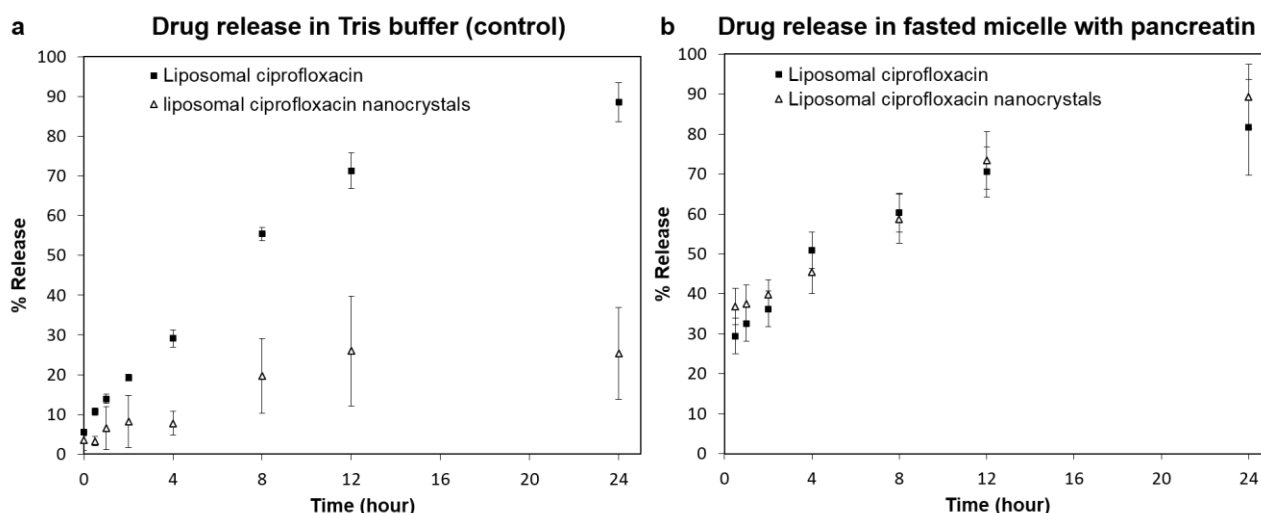 a Drug release in Tris buffer (control)
100
90
80
70
60
50
40
30
20
10
0
% Release
Liposomal ciprofloxacin
liposomal ciprofloxacin nanocrystals
0 4 8 12 16 20 24
Time (hour)
b Drug release in fasted micelle with pancreatin
100
90
80
70
60
50
40
30
20
10
0
% Release
Liposomal ciprofloxacin
Liposomal ciprofloxacin nanocrystals
0 4 8 12 16 20 24
Time (hour)